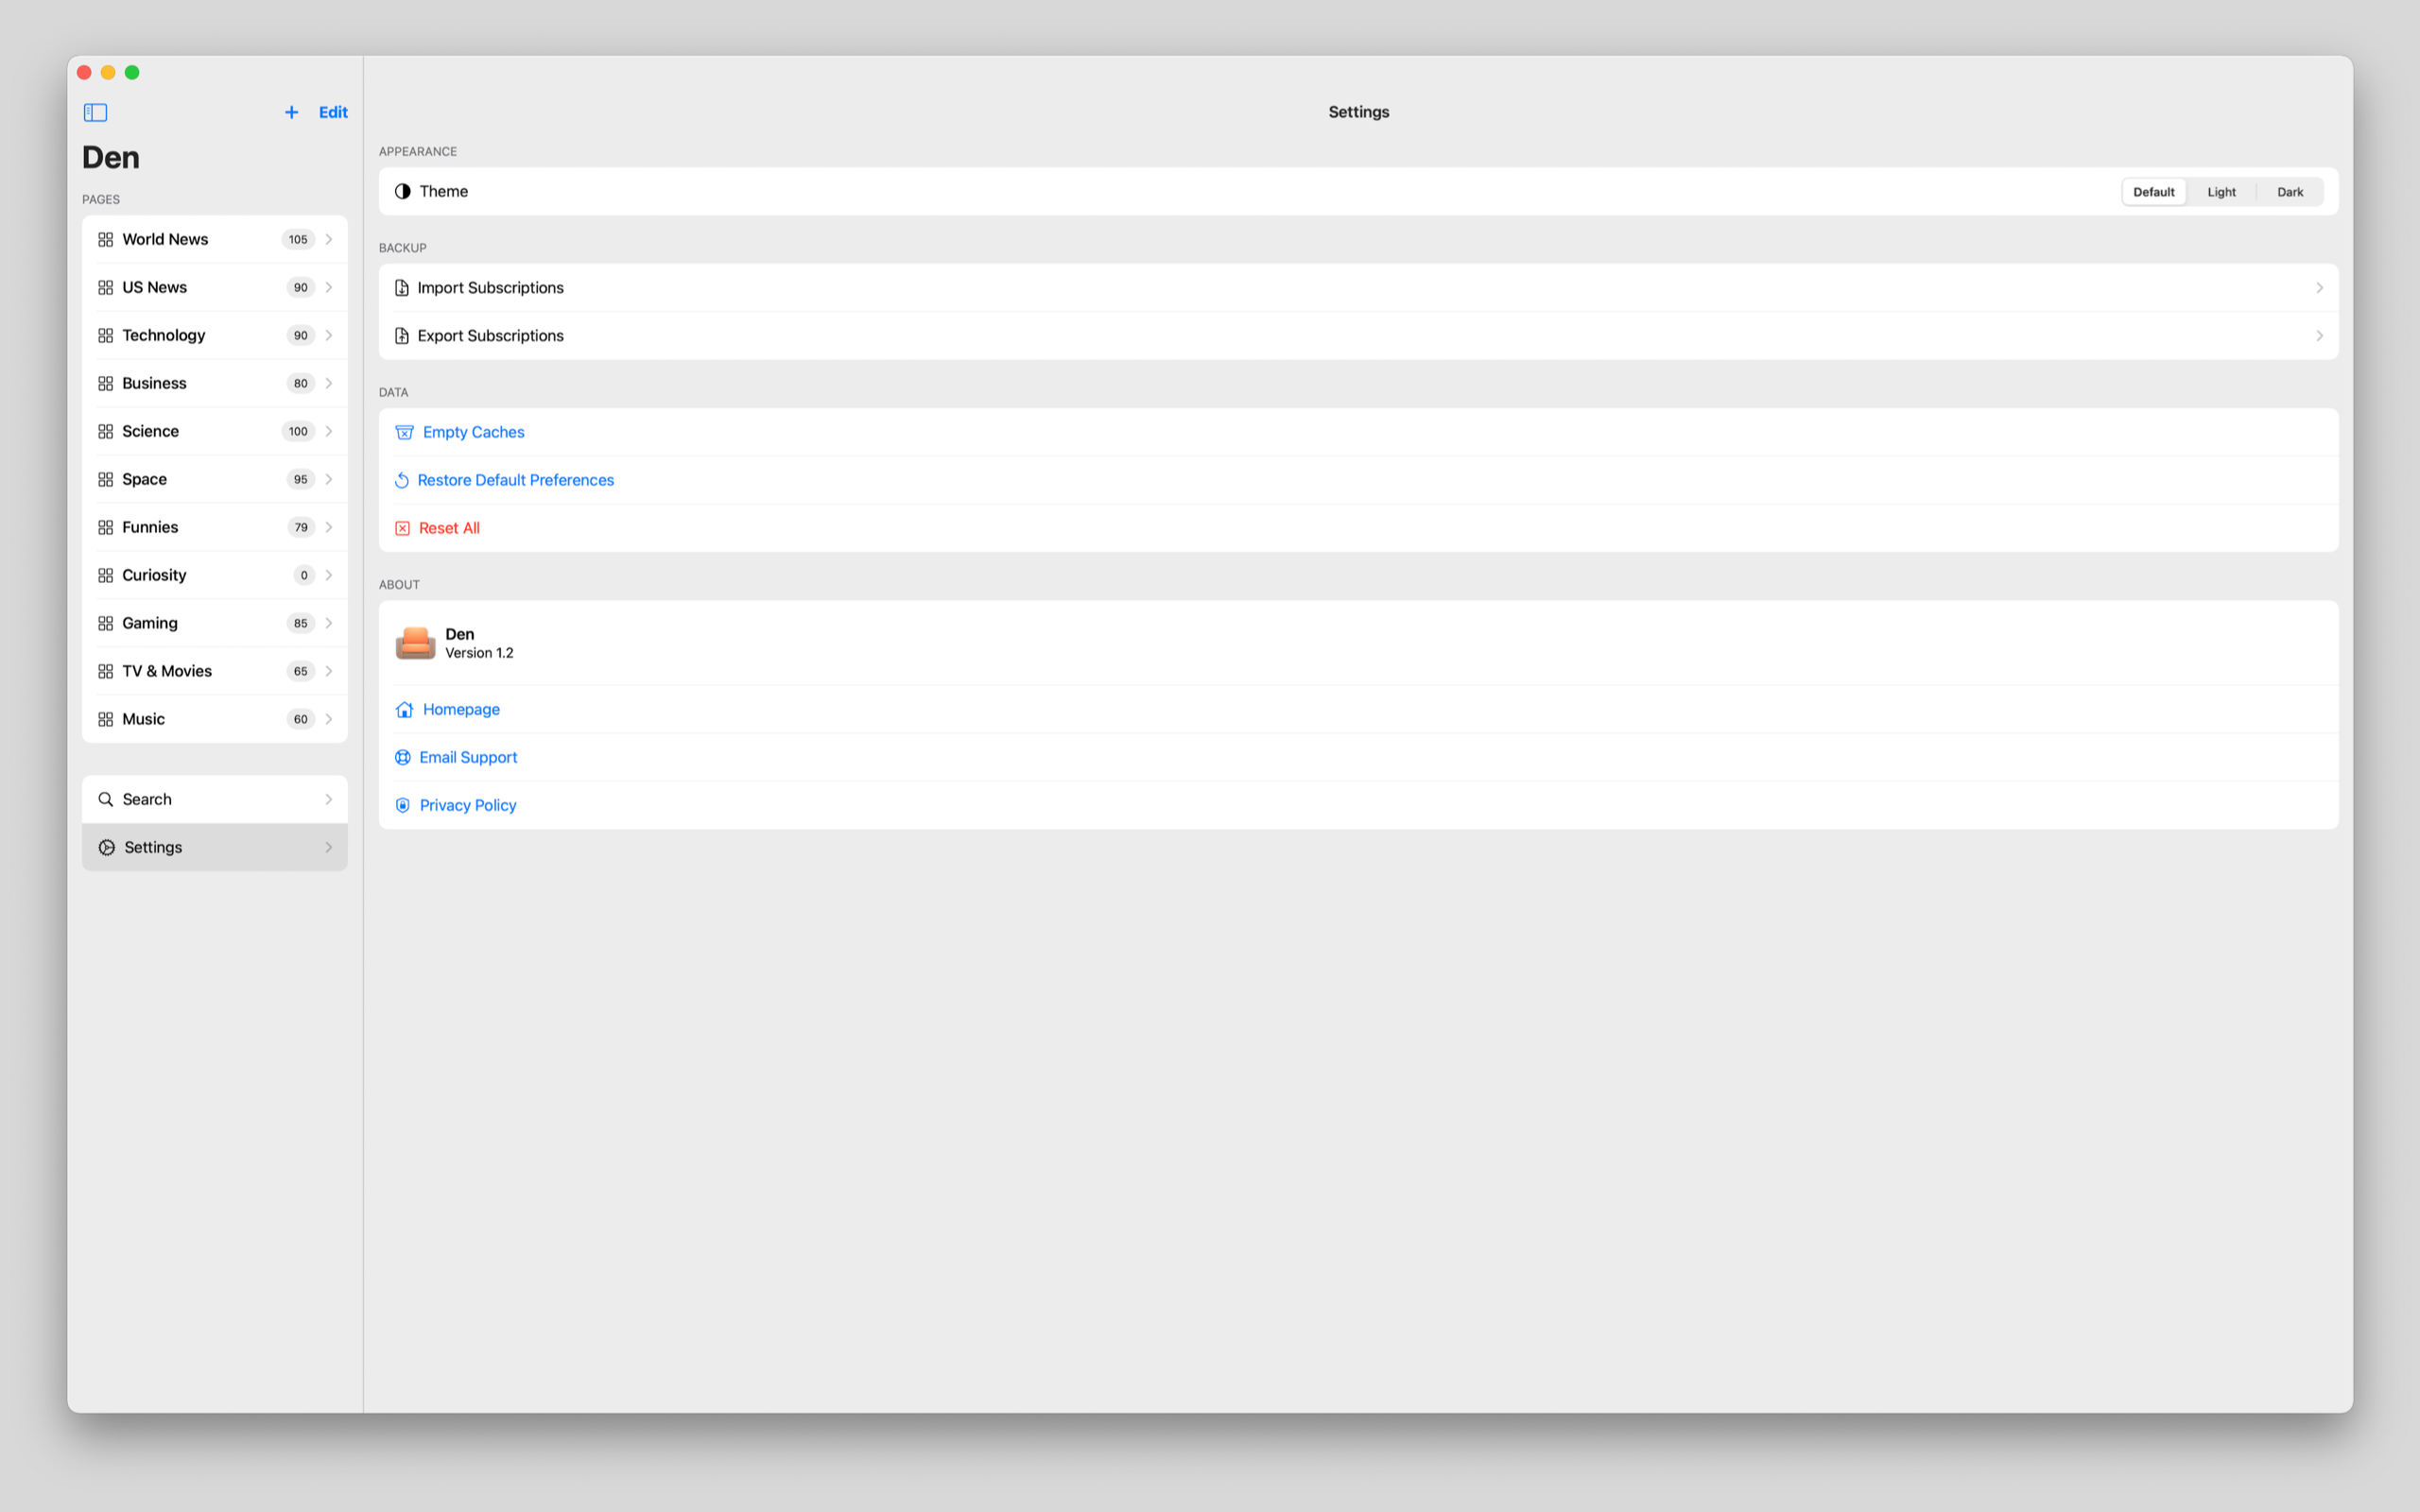 + Edit
Den
PAGES
World News 105
US News 90
Technology 90
Business 80
Science 100
Space 95
Funnies 79
Curiosity 0
Gaming 85
TV & Movies 65
Music 60
Search
Settings
Settings
APPEARANCE
Theme Default Light Dark
BACKUP
Import Subscriptions
Export Subscriptions
DATA
Empty Caches
Restore Default Preferences
Reset All
ABOUT
Den
Version 1.2
Homepage
Email Support
Privacy Policy